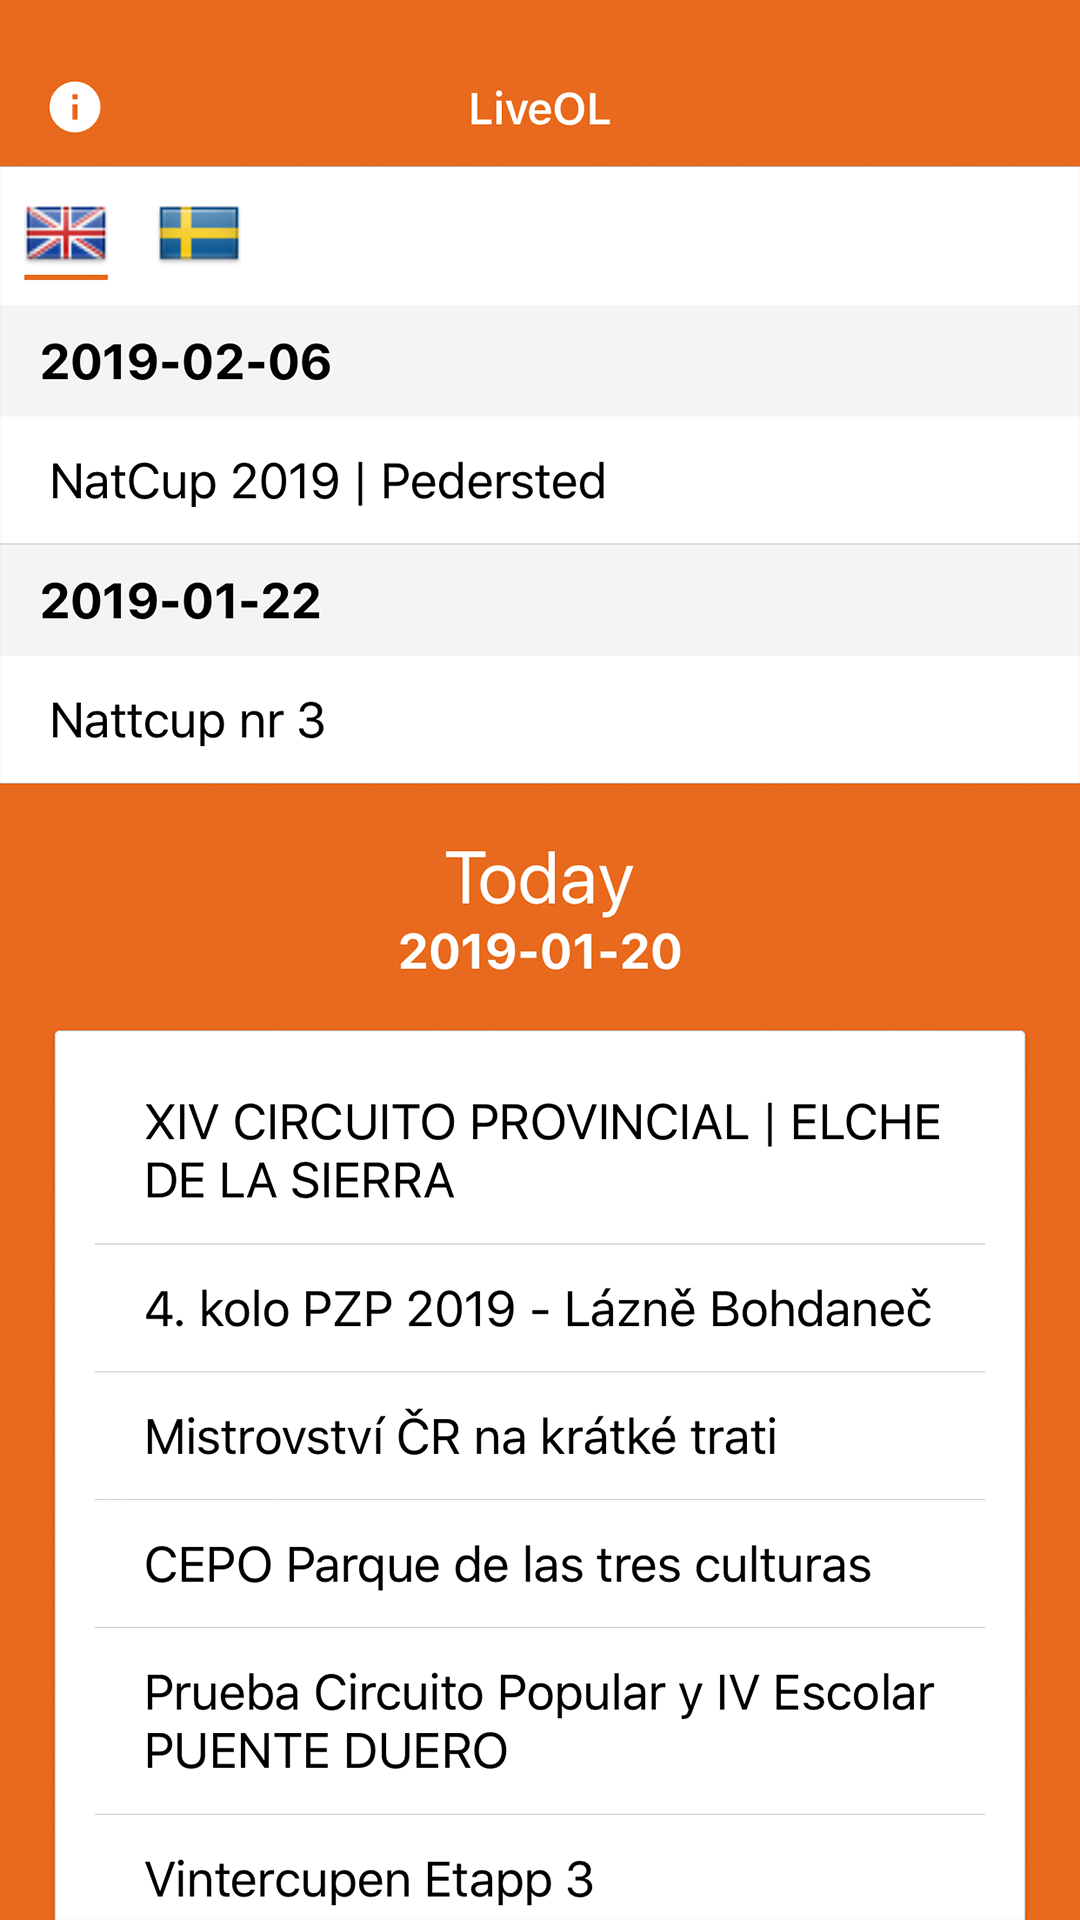 LiveOL
2019-02-06
NatCup 2019 | Pedersted
2019-01-22
Nattcup nr 3
Today
2019-01-20
XIV CIRCUITO PROVINCIAL | ELCHE
DE LA SIERRA
4. kolo PZP 2019 - Lázně Bohdaneč
Mistrovství ČR na krátké trati
CEPO Parque de las tres culturas
Prueba Circuito Popular y IV Escolar
PUENTE DUERO
Vintercupen Etapp 3